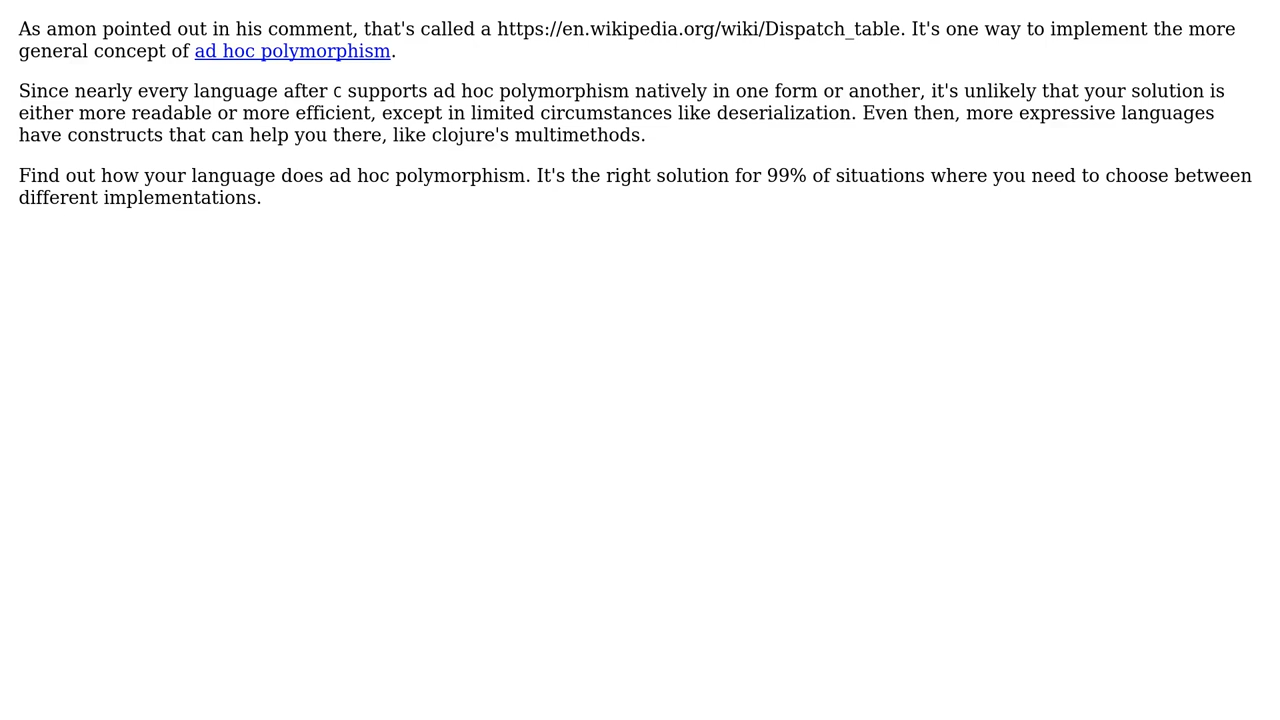 As amon pointed out in his comment, that's called a https://en.wikipedia.org/wiki/Dispatch_table. It's one way to implement the more
general concept of ad hoc polymorphism.
Since nearly every language after c supports ad hoc polymorphism natively in one form or another, it's unlikely that your solution is
either more readable or more efficient, except in limited circumstances like deserialization. Even then, more expressive languages
have constructs that can help you there, like clojure's multimethods.
Find out how your language does ad hoc polymorphism. It's the right solution for 99% of situations where you need to choose between
different implementations.